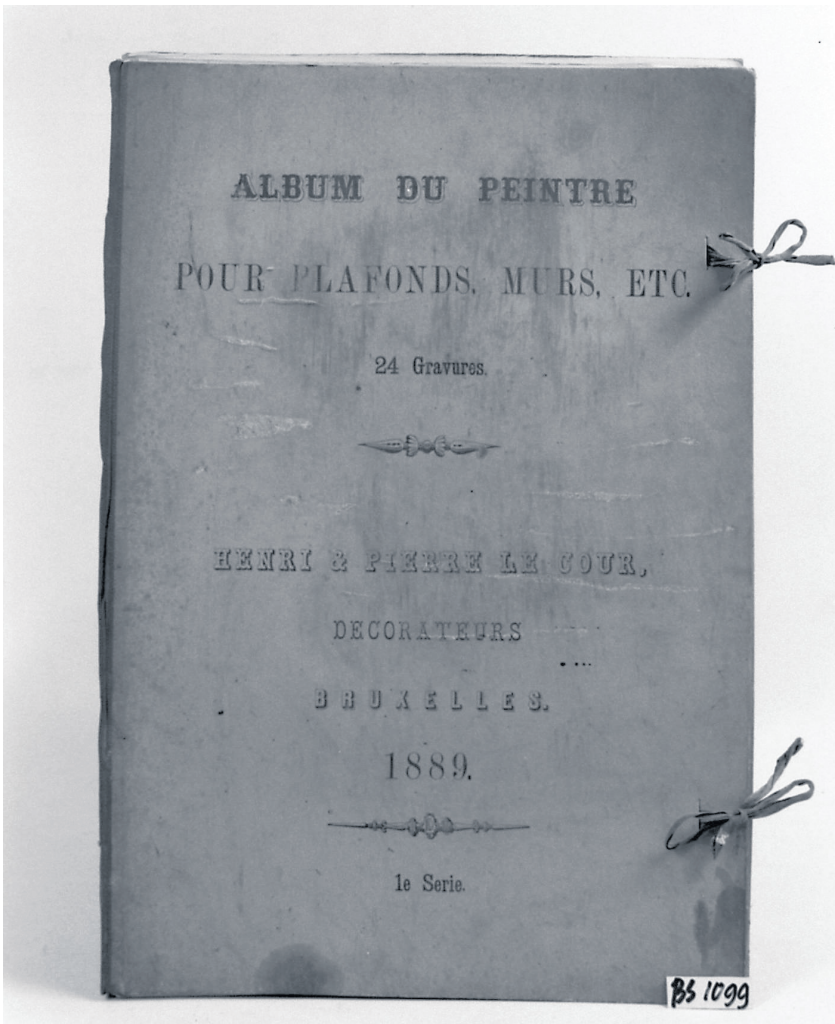 ALBUM DU PEINTRE
POUR PLAFONDS, MURS, ETC.
24 Gravures.
HENRI & PIERRE LE COUR,
DECORATEURS
BRUXELLES.
1889.
1e Serie.
BS 1099